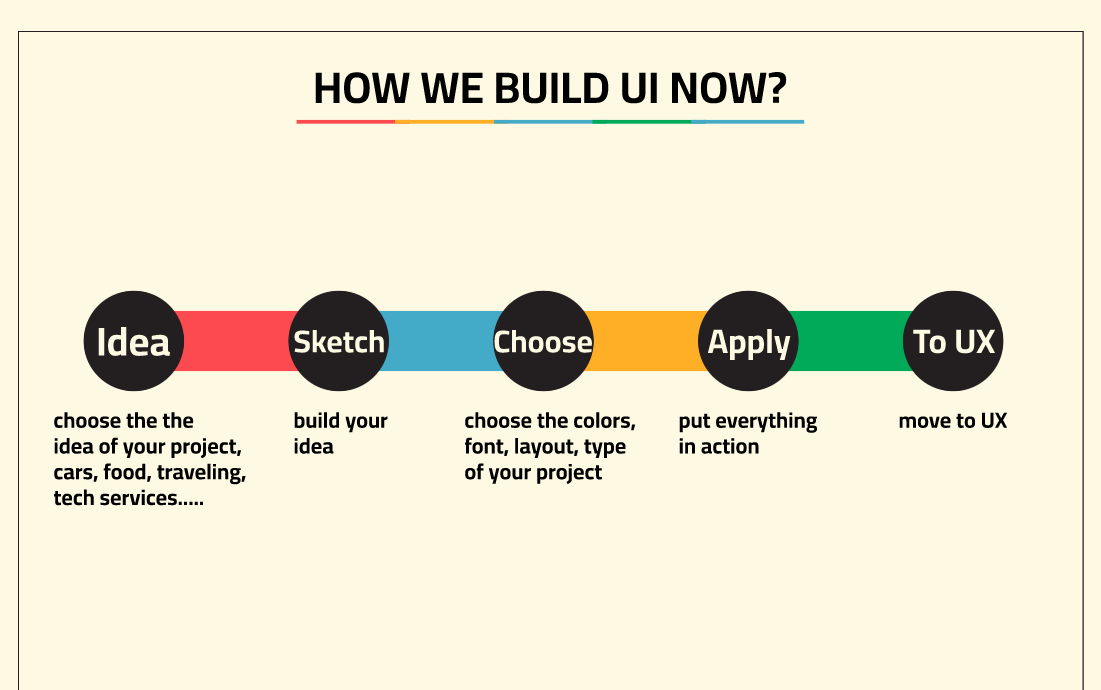 HOW WE BUILD UI NOW?
Idea
Sketch
Choose
Apply
To UX
choose the the
idea of your project,
cars, food, traveling,
tech services.....
build your
idea
choose the colors,
font, layout, type
of your project
put everything
in action
move to UX